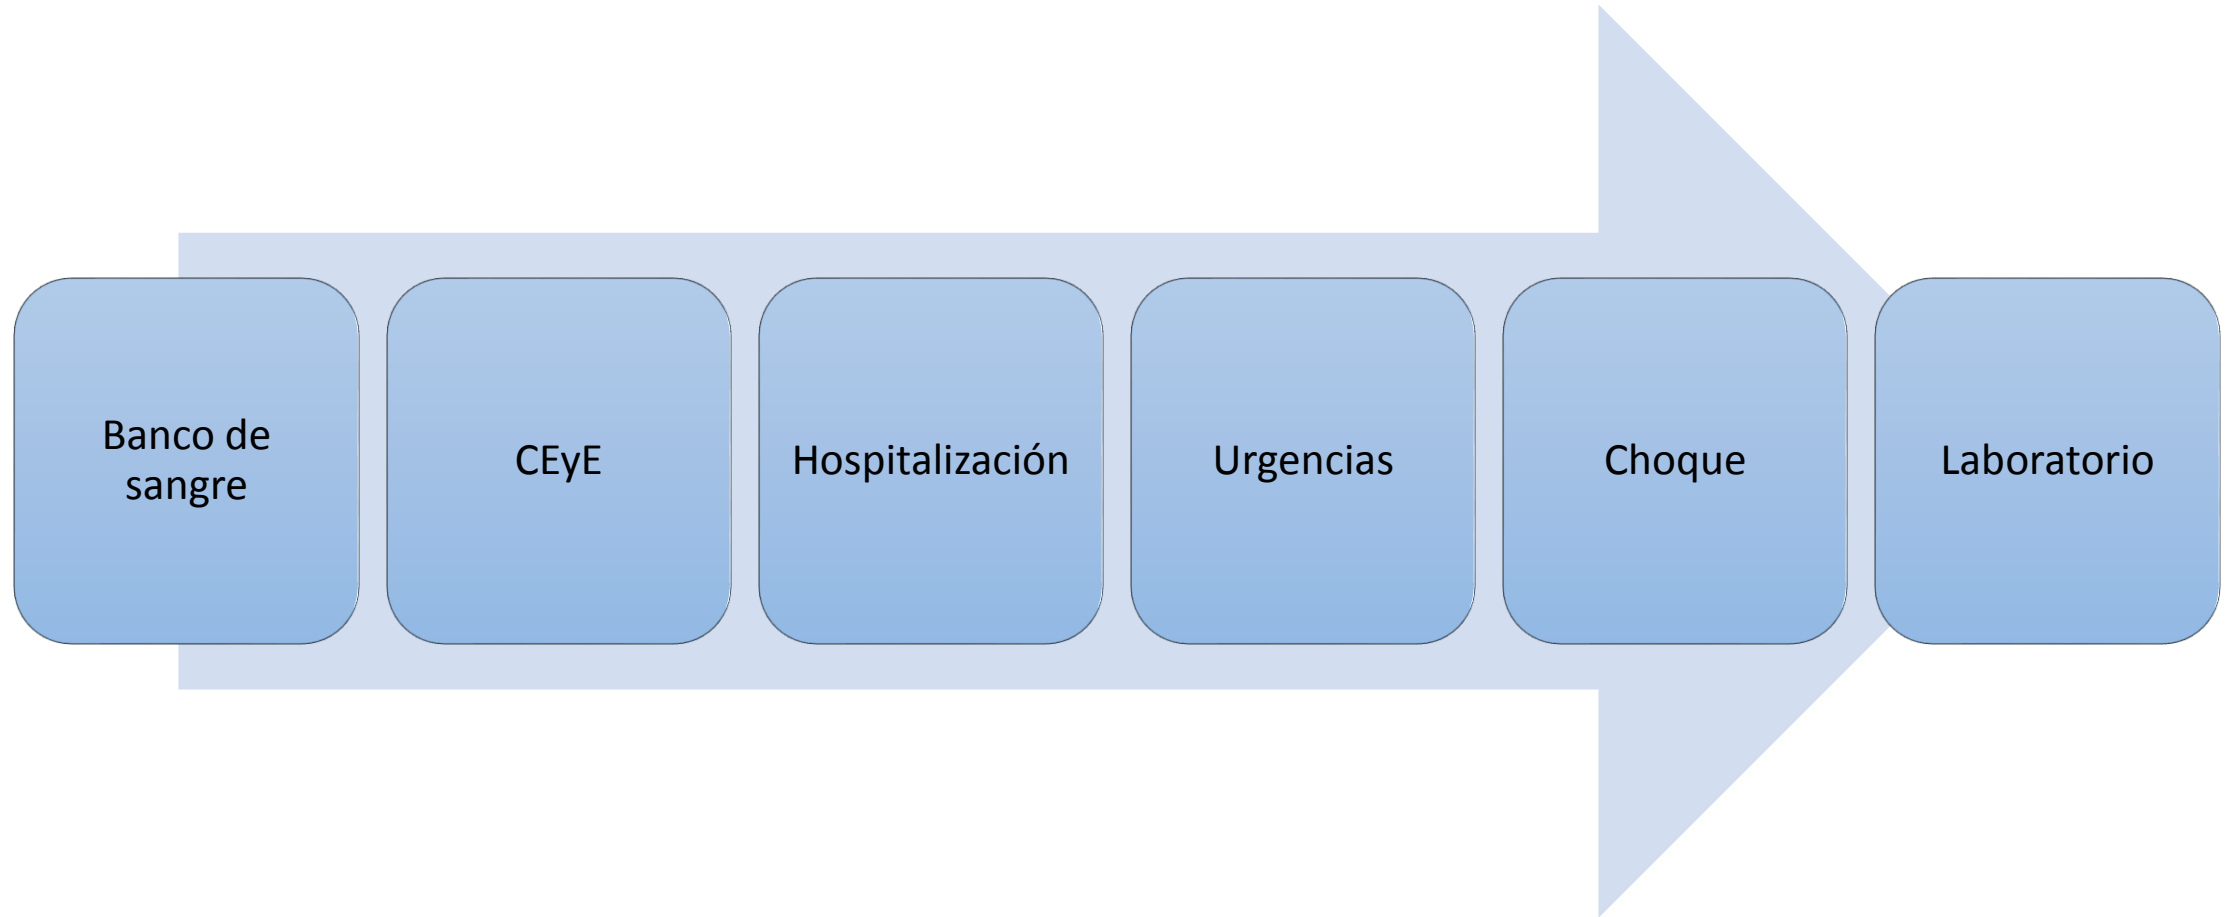 Banco de
sangre
CEyE
Hospitalización
Urgencias
Choque
Laboratorio